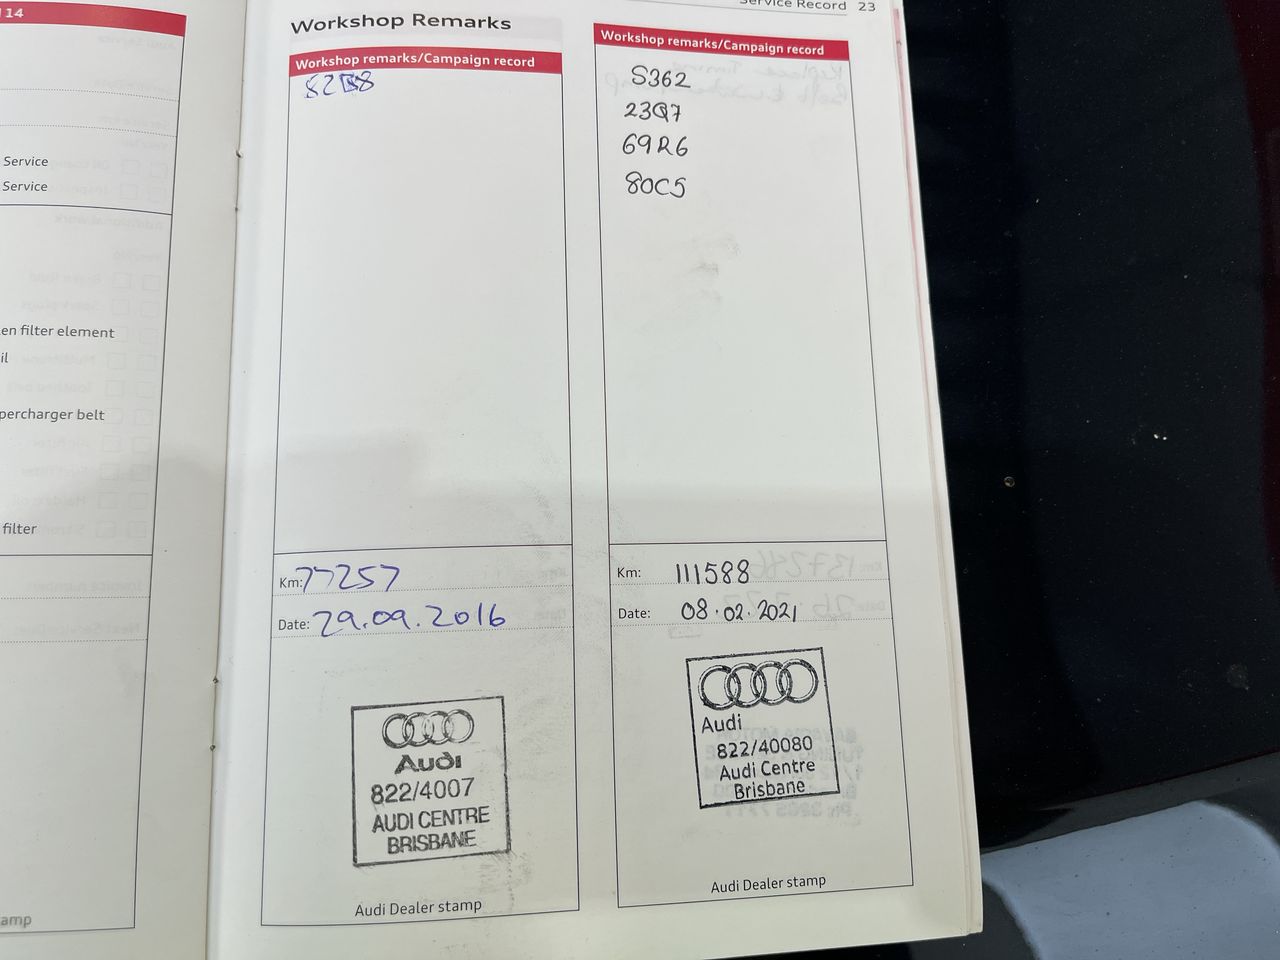 114
Service
Service
en filter element
il
percharger belt
filter
amp
Service Record 23
Workshop Remarks
Workshop remarks/Campaign record
Km: 77257
Date: 29.09.2016
Audi
822/4007
AUDI CENTRE
BRISBANE
Audi Dealer stamp
Workshop remarks/Campaign record
S362
23Q7
69R6
80C5
Km: 111588
Date: 08.02.2021
Audi
822/40080
Audi Centre
Brisbane
Audi Dealer stamp